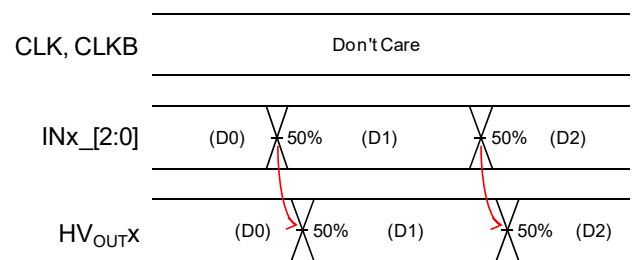 CLK, CLKB Don't Care
INx_[2:0] (D0) 50% (D1) 50% (D2)
HVOUTx (D0) 50% (D1) 50% (D2)